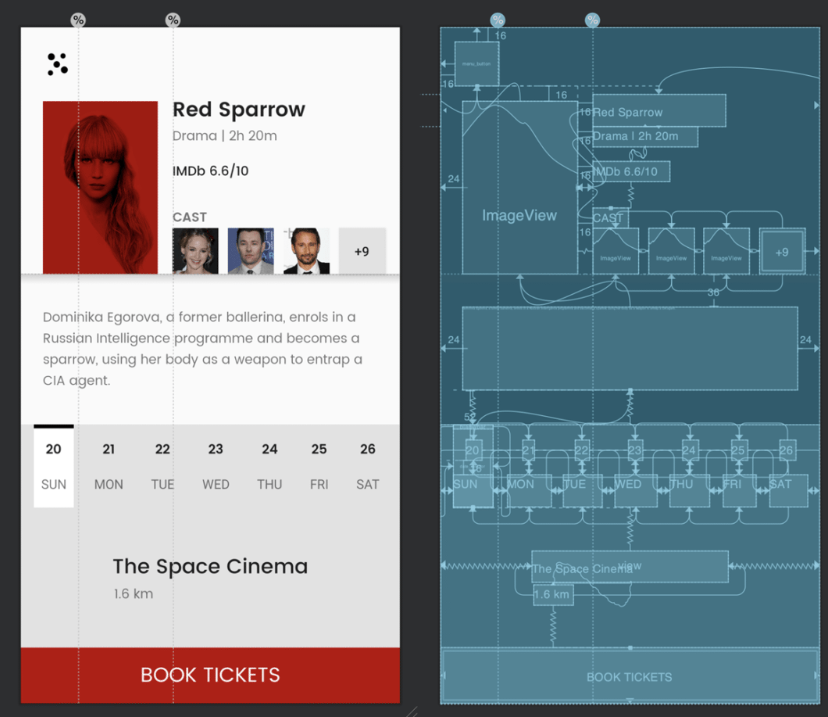 %
%
Red Sparrow
Drama | 2h 20m
IMDb 6.6/10
CAST
+9
Dominika Egorova, a former ballerina, enrols in a
Russian Intelligence programme and becomes a
sparrow, using her body as a weapon to entrap a
CIA agent.
20 21 22 23 24 25 26
SUN MON TUE WED THU FRI SAT
The Space Cinema
1.6 km
BOOK TICKETS
%
%
16
menu_button
16
16
16
Red Sparrow
16
Drama | 2h 20m
16
IMDb 6.6/10
24
ImageView
CAST
16
ImageView
ImageView
ImageView
+9
36
24
24
20 21 22 23 24 25 26
SUN MON TUE WED THU FRI SAT
The Space Cinema
view
1.6 km
BOOK TICKETS